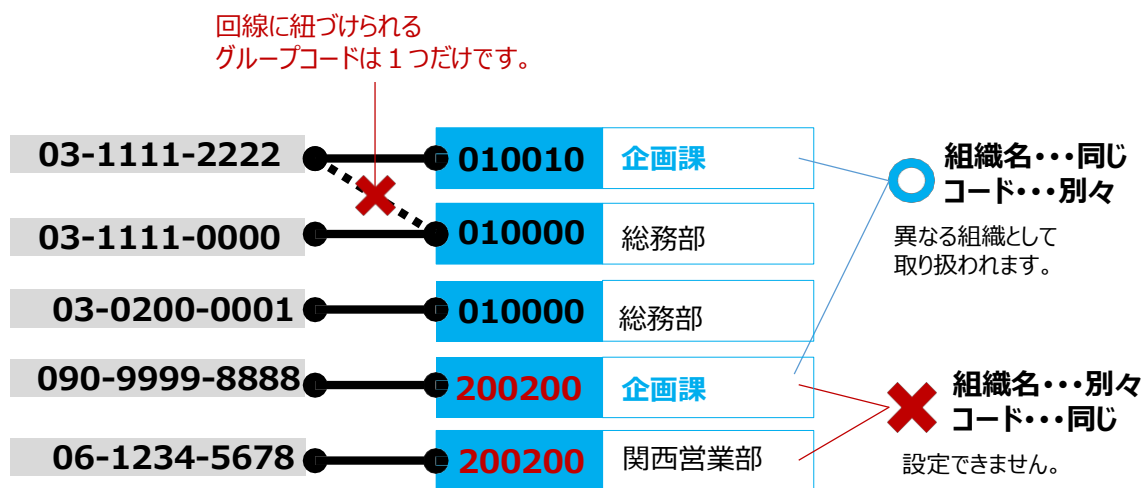 回線に紐づけられる
グループコードは１つだけです。
03-1111-2222 010010 企画課
03-1111-0000 010000 総務部
03-0200-0001 010000 総務部
090-9999-8888 200200 企画課
06-1234-5678 200200 関西営業部
組織名・・・同じ
コード・・・別々
異なる組織として
取り扱われます。
組織名・・・別々
コード・・・同じ
設定できません。